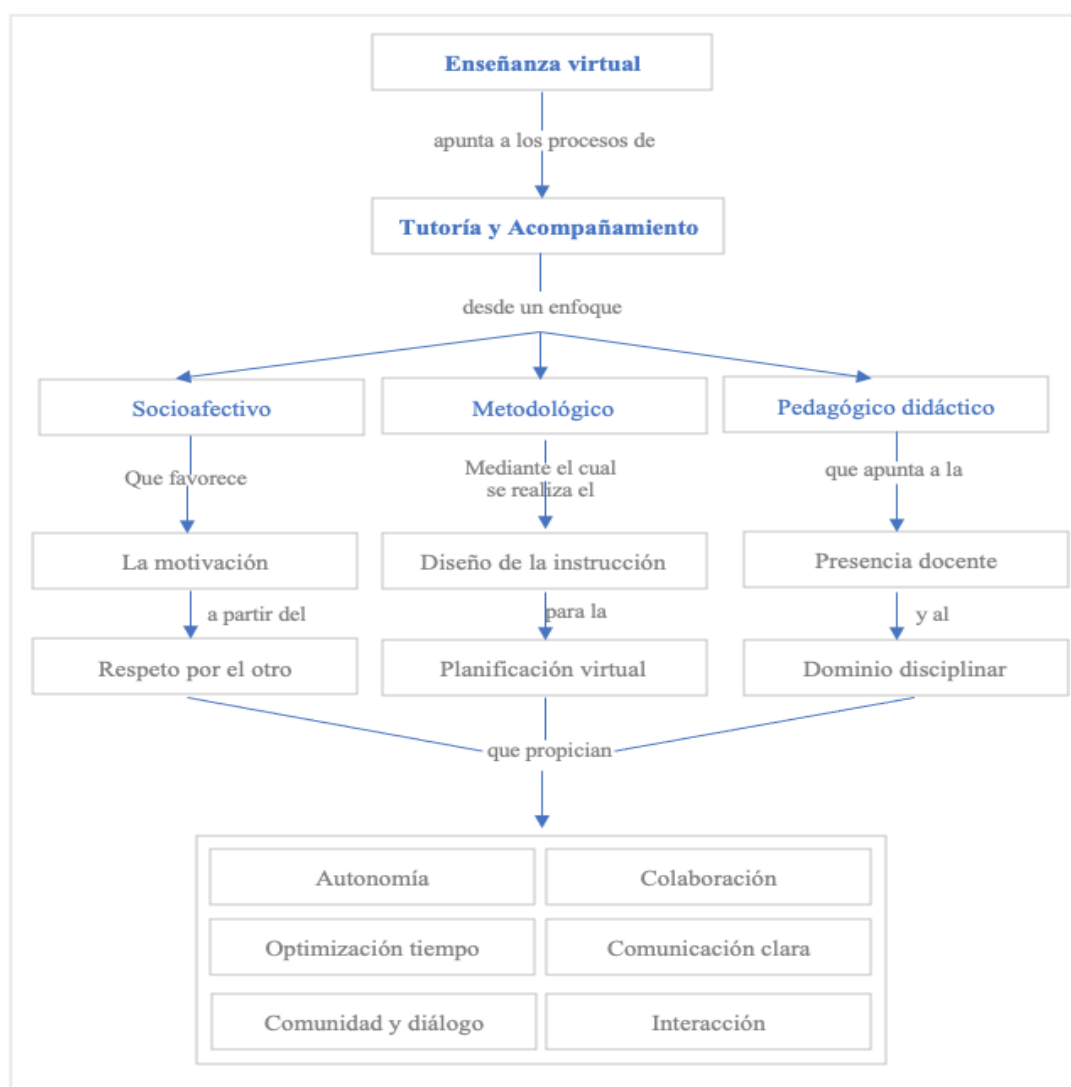 Enseñanza virtual
apunta a los procesos de
Tutoría y Acompañamiento
desde un enfoque
Socioafectivo
Metodológico
Pedagógico didáctico
Que favorece
Mediante el cual
se realiza el
que apunta a la
La motivación
Diseño de la instrucción
Presencia docente
a partir del
para la
y al
Respeto por el otro
Planificación virtual
Dominio disciplinar
que propician
Autonomía
Colaboración
Optimización tiempo
Comunicación clara
Comunidad y diálogo
Interacción